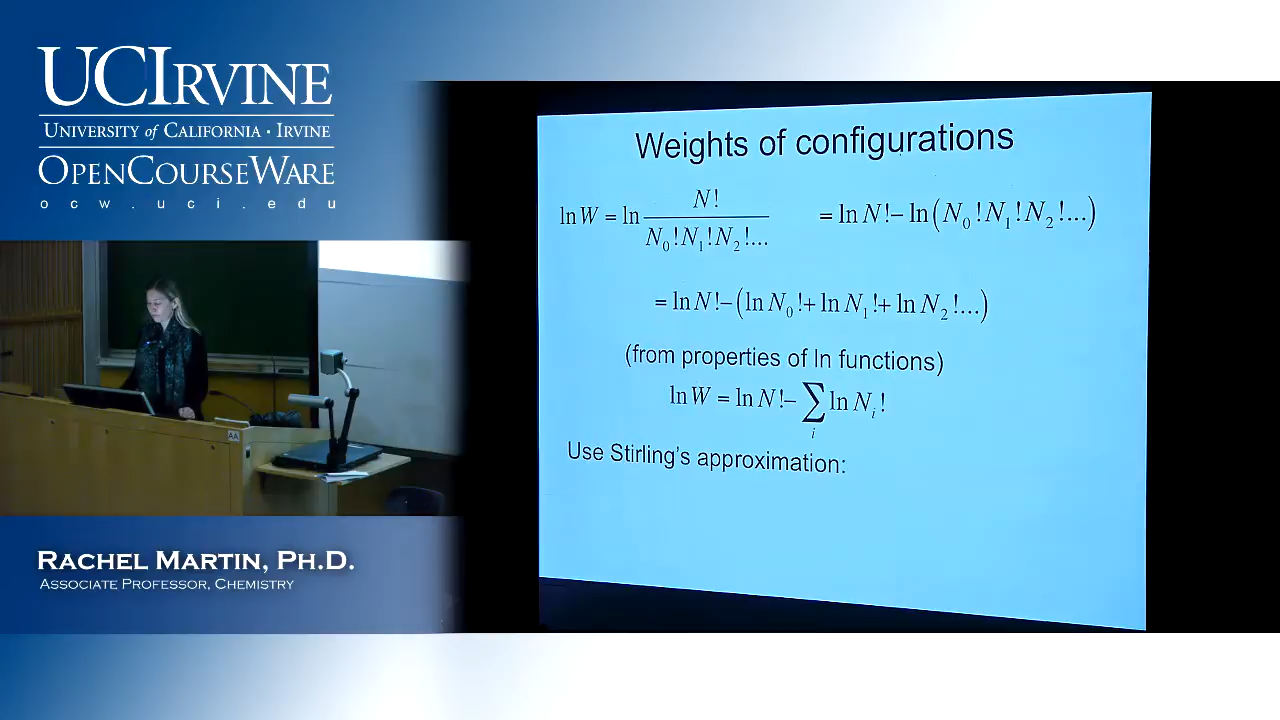 UCIRVINE
UNIVERSITY of CALIFORNIA · IRVINE
OPENCOURSEWARE
ocw.uci.edu
Weights of configurations
ln W = ln N! / N₀!N₁!N₂!... = ln N!− ln(N₀!N₁!N₂!...)
= ln N!−(ln N₀!+ ln N₁!+ ln N₂!...)
(from properties of ln functions)
ln W = ln N!− ∑ᵢ ln Nᵢ!
Use Stirling's approximation:
AA
RACHEL MARTIN, PH.D.
ASSOCIATE PROFESSOR, CHEMISTRY